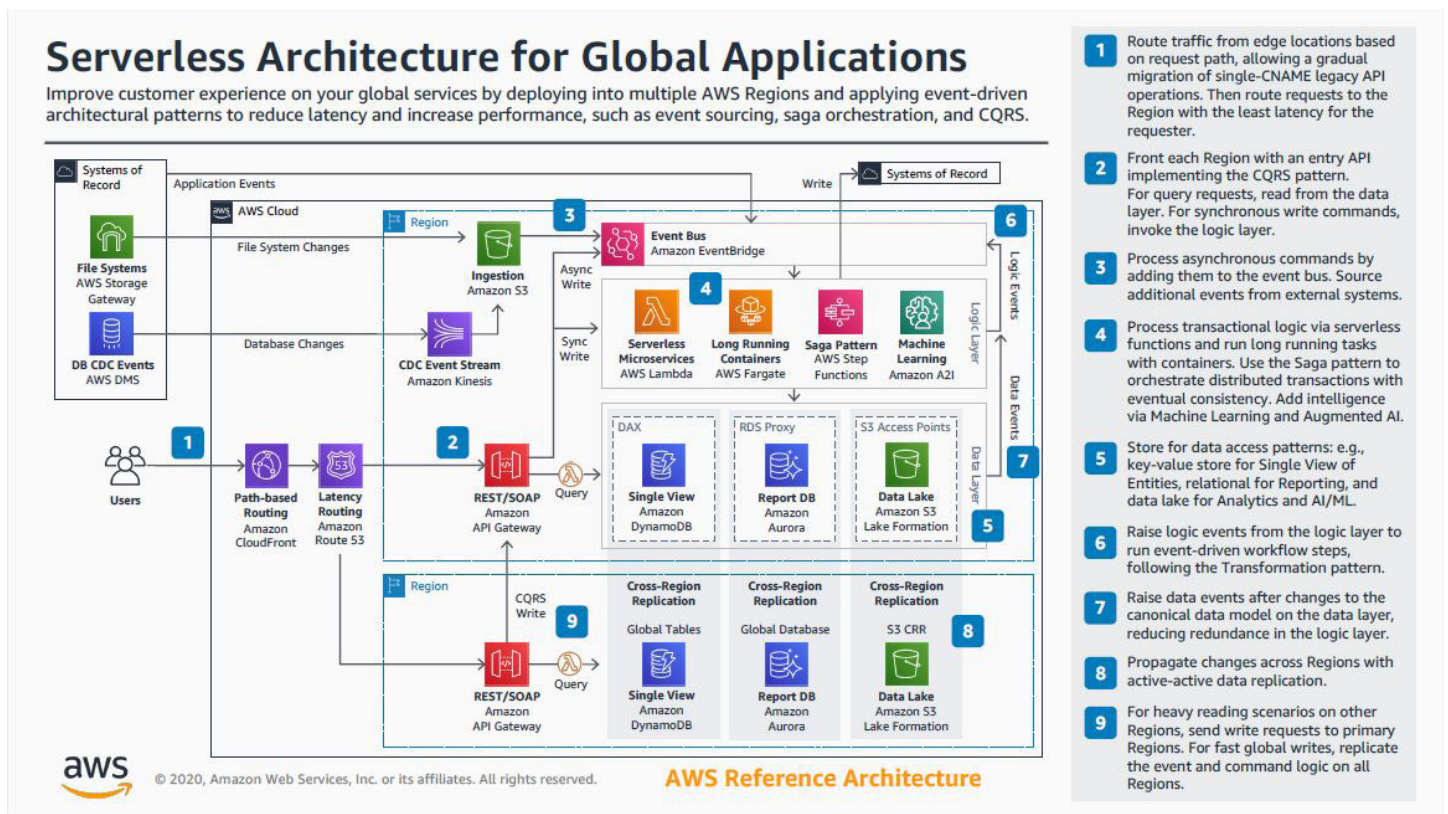 Serverless Architecture for Global Applications
Improve customer experience on your global services by deploying into multiple AWS Regions and applying event-driven
architectural patterns to reduce latency and increase performance, such as event sourcing, saga orchestration, and CQRS.
Systems of
Record
Application Events
Write
Systems of Record
aws
AWS Cloud
Region
3
6
File Systems
AWS Storage
Gateway
File System Changes
Ingestion
Amazon S3
Event Bus
Amazon EventBridge
Async
Write
4
Logic Events
DB CDC Events
AWS DMS
Database Changes
CDC Event Stream
Amazon Kinesis
Sync
Write
Serverless
Microservices
AWS Lambda
Long Running
Containers
AWS Fargate
Saga Pattern
AWS Step
Functions
Machine
Learning
Amazon A2I
Logic Layer
Data Events
Users
1
Path-based
Routing
Amazon
CloudFront
53
Latency
Routing
Amazon
Route 53
2
REST/SOAP
Amazon
API Gateway
Query
DAX
Single View
Amazon
DynamoDB
RDS Proxy
Report DB
Amazon
Aurora
S3 Access Points
Data Lake
Amazon S3
Lake Formation
Data Layer
7
5
Region
CQRS
Write
9
REST/SOAP
Amazon
API Gateway
Query
Cross-Region
Replication
Global Tables
Single View
Amazon
DynamoDB
Cross-Region
Replication
Global Database
Report DB
Amazon
Aurora
Cross-Region
Replication
S3 CRR
8
Data Lake
Amazon S3
Lake Formation
aws
© 2020, Amazon Web Services, Inc. or its affiliates. All rights reserved.
AWS Reference Architecture
1
Route traffic from edge locations based
on request path, allowing a gradual
migration of single-CNAME legacy API
operations. Then route requests to the
Region with the least latency for the
requester.
2
Front each Region with an entry API
implementing the CQRS pattern.
For query requests, read from the data
layer. For synchronous write commands,
invoke the logic layer.
3
Process asynchronous commands by
adding them to the event bus. Source
additional events from external systems.
4
Process transactional logic via serverless
functions and run long running tasks
with containers. Use the Saga pattern to
orchestrate distributed transactions with
eventual consistency. Add intelligence
via Machine Learning and Augmented AI.
5
Store for data access patterns: e.g.,
key-value store for Single View of
Entities, relational for Reporting, and
data lake for Analytics and AI/ML.
6
Raise logic events from the logic layer to
run event-driven workflow steps,
following the Transformation pattern.
7
Raise data events after changes to the
canonical data model on the data layer,
reducing redundance in the logic layer.
8
Propagate changes across Regions with
active-active data replication.
9
For heavy reading scenarios on other
Regions, send write requests to primary
Regions. For fast global writes, replicate
the event and command logic on all
Regions.